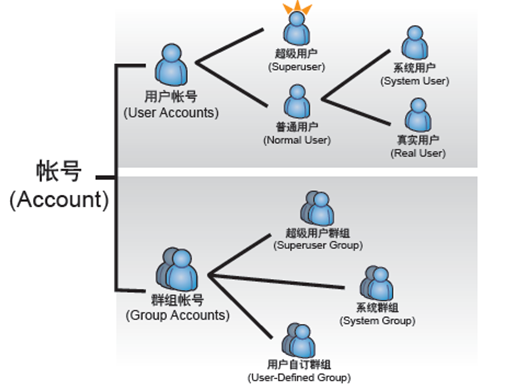 超级用户
(Superuser)
系统用户
(System User)
用户帐号
(User Accounts)
普通用户
(Normal User)
真实用户
(Real User)
帐号
(Account)
超级用户群组
(Superuser Group)
群组帐号
(Group Accounts)
系统群组
(System Group)
用户自订群组
(User-Defined Group)